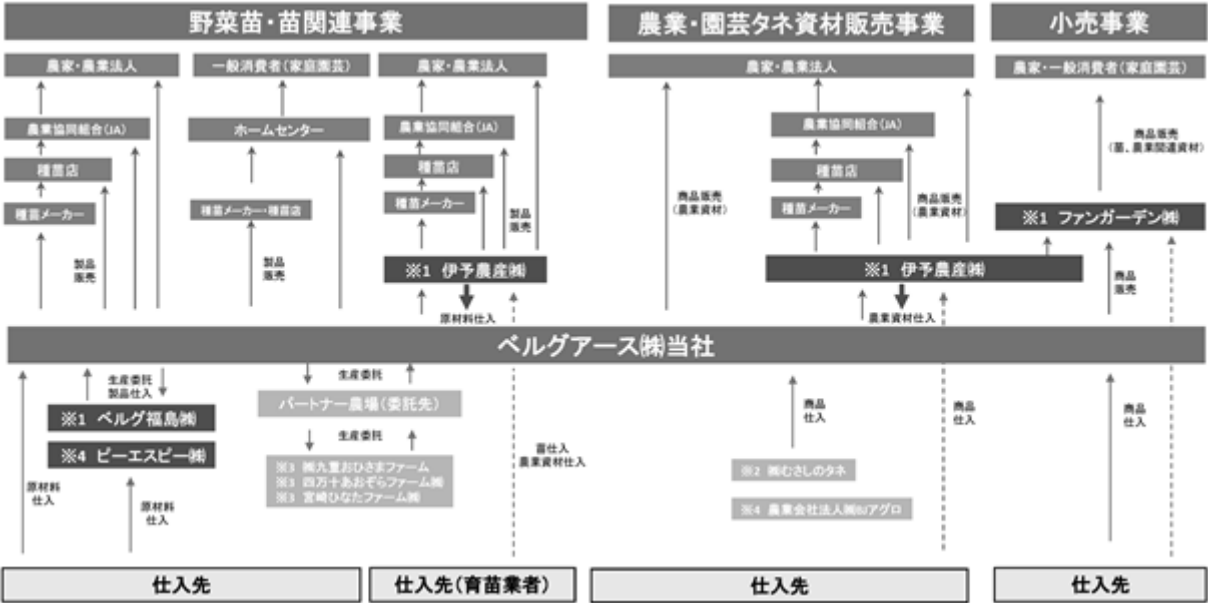 野菜苗・苗関連事業
農業・園芸タネ資材販売事業
小売事業
農家・農業法人
一般消費者(家庭園芸)
農家・農業法人
農家・農業法人
農家・一般消費者(家庭園芸)
農業協同組合(JA)
ホームセンター
農業協同組合(JA)
農業協同組合(JA)
種苗店
種苗店
種苗店
種苗メーカー
種苗メーカー・種苗店
種苗メーカー
種苗メーカー
製品
販売
製品
販売
製品
販売
商品販売
(農業資材)
商品販売
(農業資材)
商品販売
(苗、農業関連資材)
※1 ファンガーデン㈱
※1 伊予農産㈱
※1 伊予農産㈱
原材料仕入
農業資材仕入
商品
販売
ベルグアース㈱当社
生産委託
製品仕入
※1 ベルグ福島㈱
※4 ピーエスピー㈱
原材料
仕入
原材料
仕入
生産委託
パートナー農場(委託先)
生産委託
※3 ㈱九重おひさまファーム
※3 四万十あおぞらファーム㈱
※3 宮崎ひなたファーム㈱
苗仕入
農業資材仕入
商品
仕入
商品
仕入
商品
仕入
※2 ㈱むさしのタネ
※4 農業会社法人㈱BJアグロ
仕入先
仕入先(育苗業者)
仕入先
仕入先